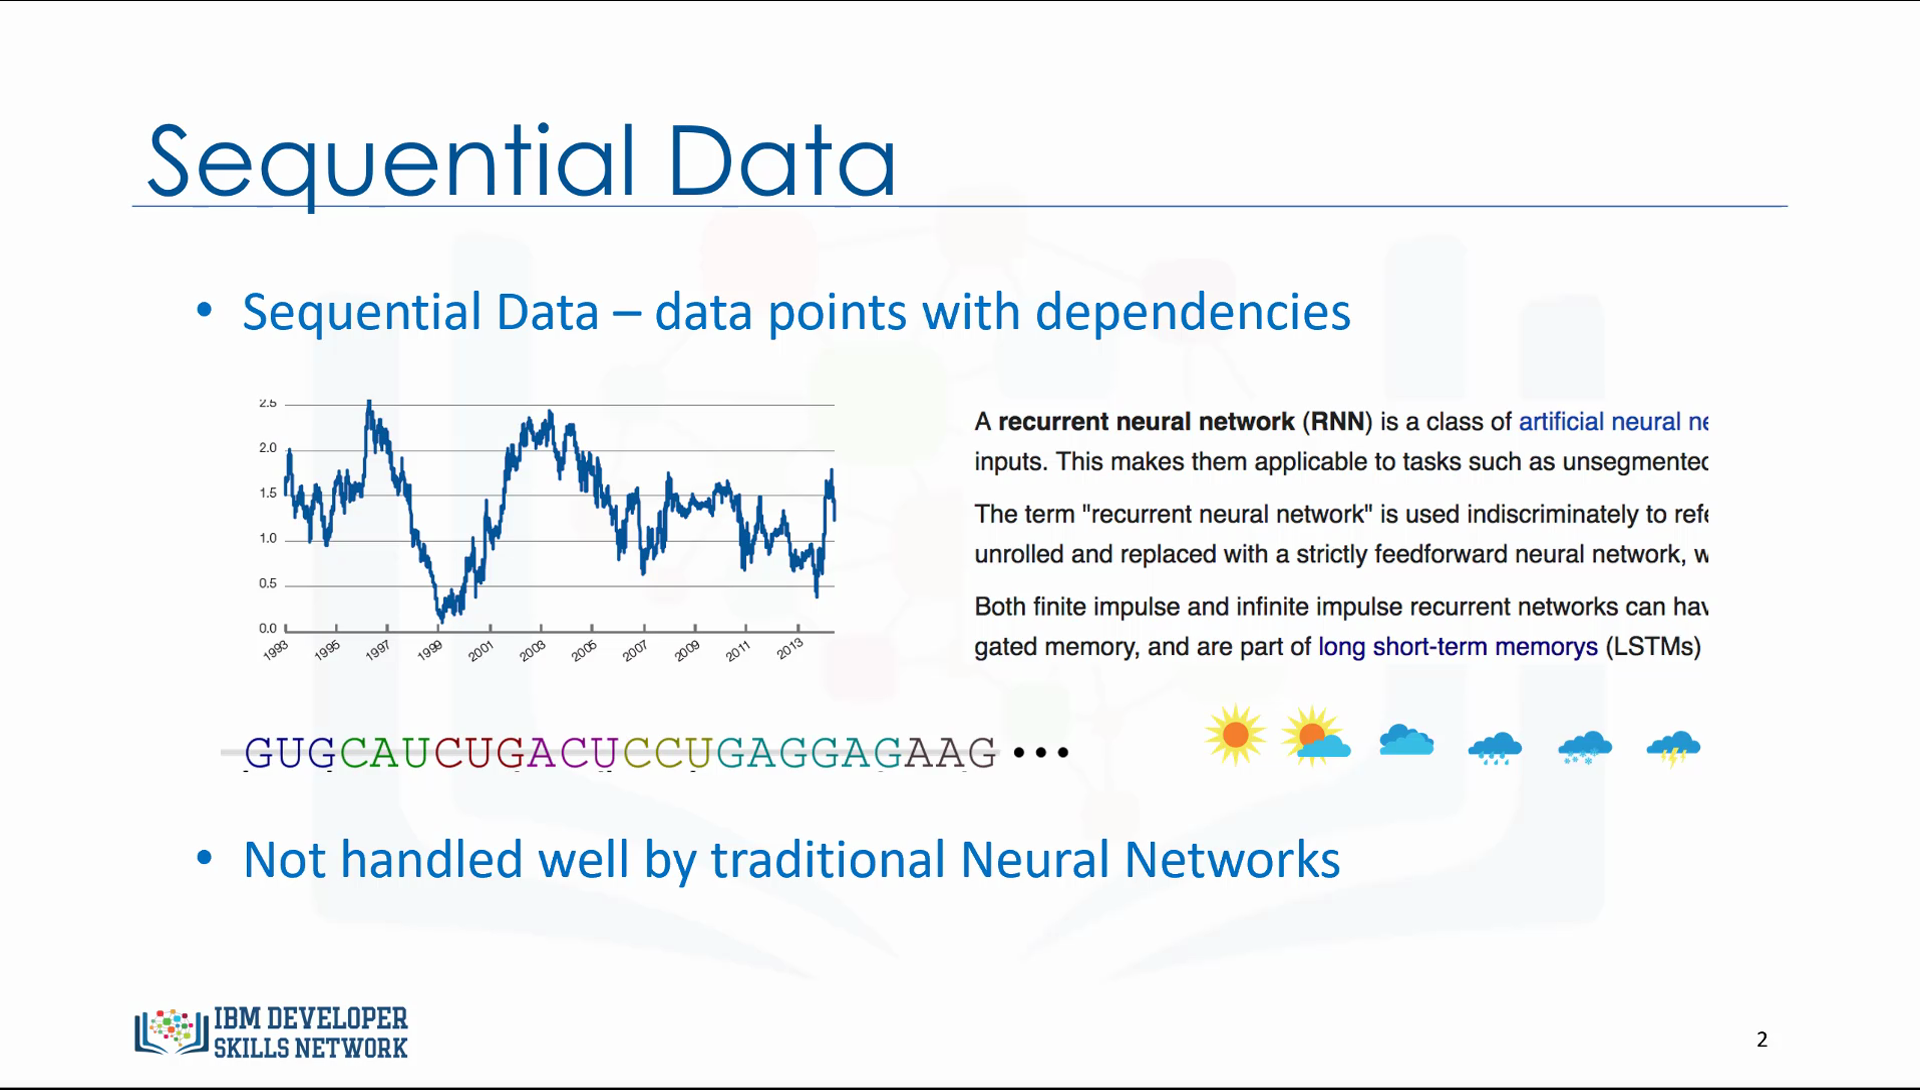 Sequential Data
• Sequential Data – data points with dependencies
2.5
2.0
1.5
1.0
0.5
0.0
1993 1995 1997 1999 2001 2003 2005 2007 2009 2011 2013
A recurrent neural network (RNN) is a class of artificial neural ne
inputs. This makes them applicable to tasks such as unsegmented
The term "recurrent neural network" is used indiscriminately to refe
unrolled and replaced with a strictly feedforward neural network, w
Both finite impulse and infinite impulse recurrent networks can hav
gated memory, and are part of long short-term memorys (LSTMs)
GUGCAUCUGACUCCUGAGGAGAAG •••
• Not handled well by traditional Neural Networks
IBM DEVELOPER
SKILLS NETWORK
2